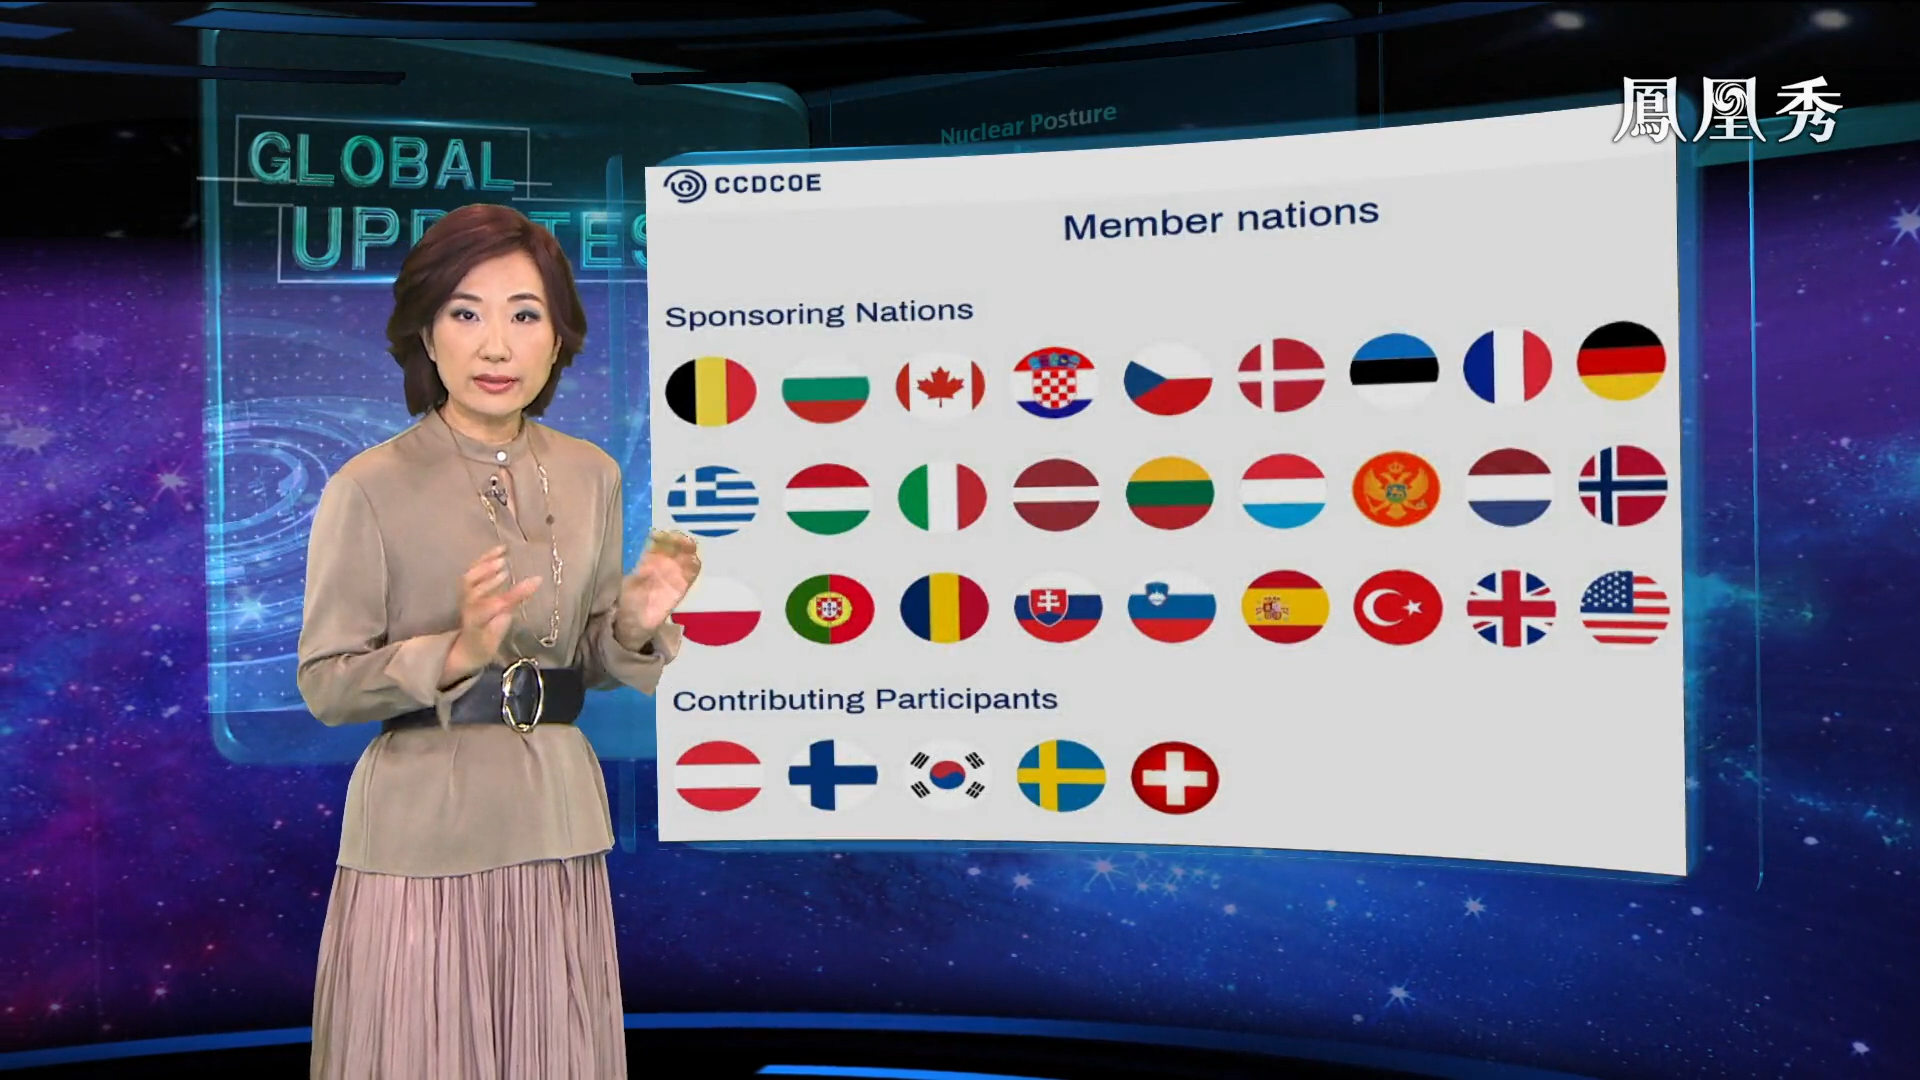 鳳凰秀
Nuclear Posture
GLOBAL
CCDCOE
Member nations
Sponsoring Nations
Contributing Participants